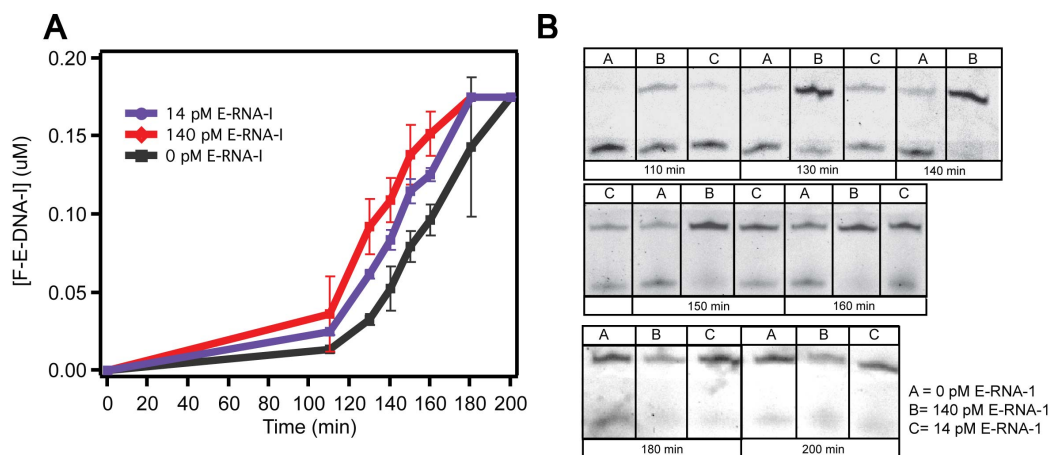 A
[F-E-DNA-I] (uM)
0.20
0.15
0.10
0.05
0.00
14 pM E-RNA-I
140 pM E-RNA-I
0 pM E-RNA-I
0 20 40 60 80 100 120 140 160 180 200
Time (min)
B
A B C A B C A B
110 min 130 min 140 min
C A B C A B C
150 min 160 min
A B C A B C
180 min 200 min
A = 0 pM E-RNA-1
B= 140 pM E-RNA-1
C= 14 pM E-RNA-1